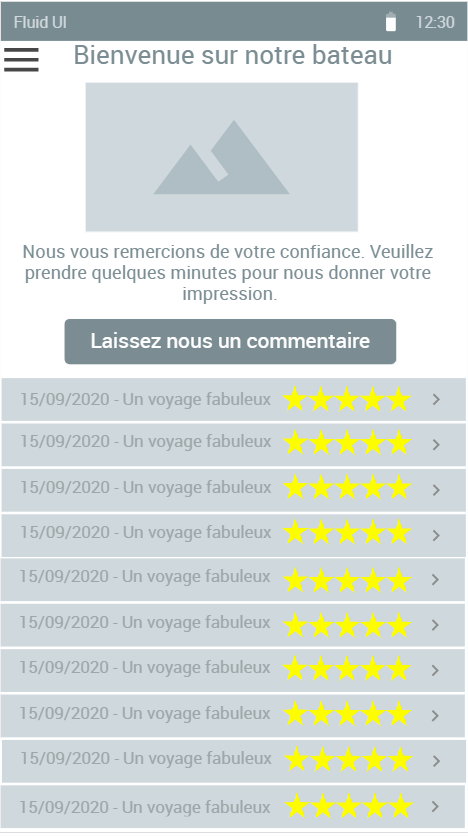 Fluid UI 12:30
Bienvenue sur notre bateau
Nous vous remercions de votre confiance. Veuillez
prendre quelques minutes pour nous donner votre
impression.
Laissez nous un commentaire
15/09/2020 - Un voyage fabuleux
15/09/2020 - Un voyage fabuleux
15/09/2020 - Un voyage fabuleux
15/09/2020 - Un voyage fabuleux
15/09/2020 - Un voyage fabuleux
15/09/2020 - Un voyage fabuleux
15/09/2020 - Un voyage fabuleux
15/09/2020 - Un voyage fabuleux
15/09/2020 - Un voyage fabuleux
15/09/2020 - Un voyage fabuleux